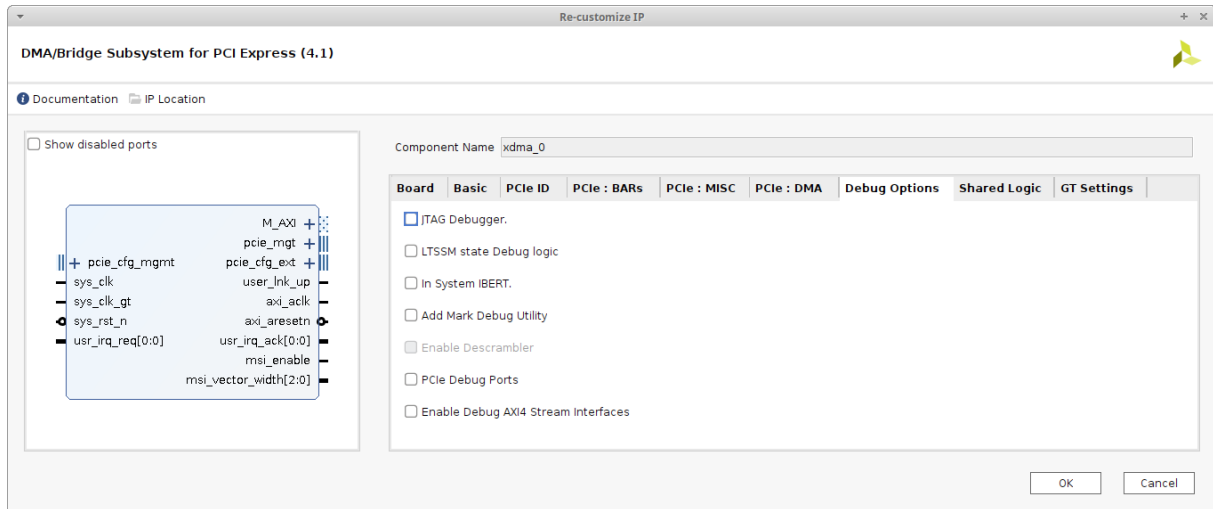 Re-customize IP
DMA/Bridge Subsystem for PCI Express (4.1)
Documentation IP Location
Show disabled ports
M_AXI
pcie_mgt
pcie_cfg_mgmt pcie_cfg_ext
sys_clk user_lnk_up
sys_clk_gt axi_aclk
sys_rst_n axi_aresetn
usr_irq_req[0:0] usr_irq_ack[0:0]
msi_enable
msi_vector_width[2:0]
Component Name xdma_0
Board Basic PCIe ID PCIe : BARs PCIe : MISC PCIe : DMA Debug Options Shared Logic GT Settings
JTAG Debugger.
LTSSM state Debug logic
In System IBERT.
Add Mark Debug Utility
Enable Descrambler
PCIe Debug Ports
Enable Debug AXI4 Stream Interfaces
OK Cancel